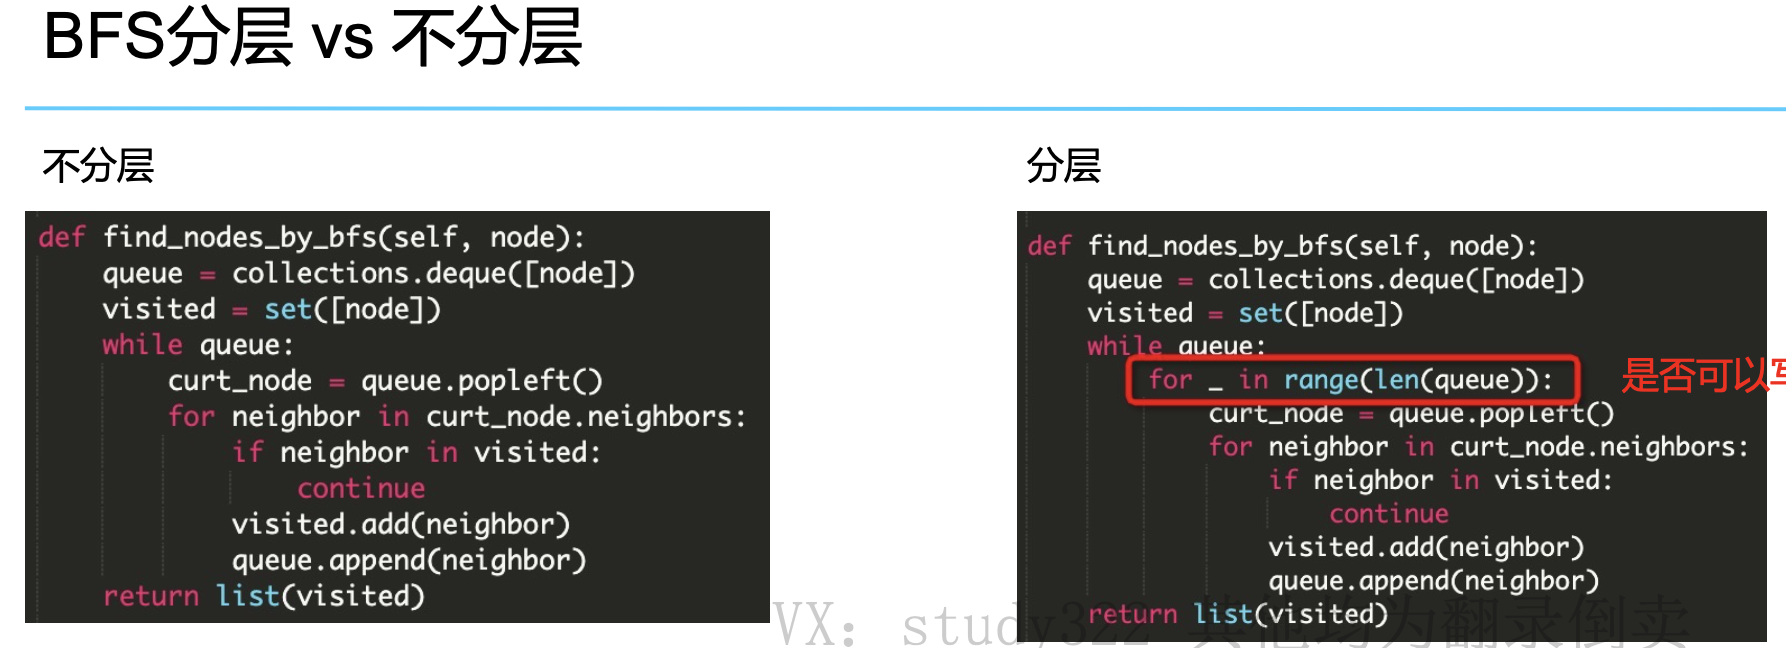 BFS分层 vs 不分层
不分层
def find_nodes_by_bfs(self, node):
    queue = collections.deque([node])
    visited = set([node])
    while queue:
        curt_node = queue.popleft()
        for neighbor in curt_node.neighbors:
            if neighbor in visited:
                continue
            visited.add(neighbor)
            queue.append(neighbor)
    return list(visited)
分层
def find_nodes_by_bfs(self, node):
    queue = collections.deque([node])
    visited = set([node])
    while queue:
        for _ in range(len(queue)):
            curt_node = queue.popleft()
            for neighbor in curt_node.neighbors:
                if neighbor in visited:
                    continue
                visited.add(neighbor)
                queue.append(neighbor)
    return list(visited)
是否可以写
VX：study322 其他均为翻录倒卖